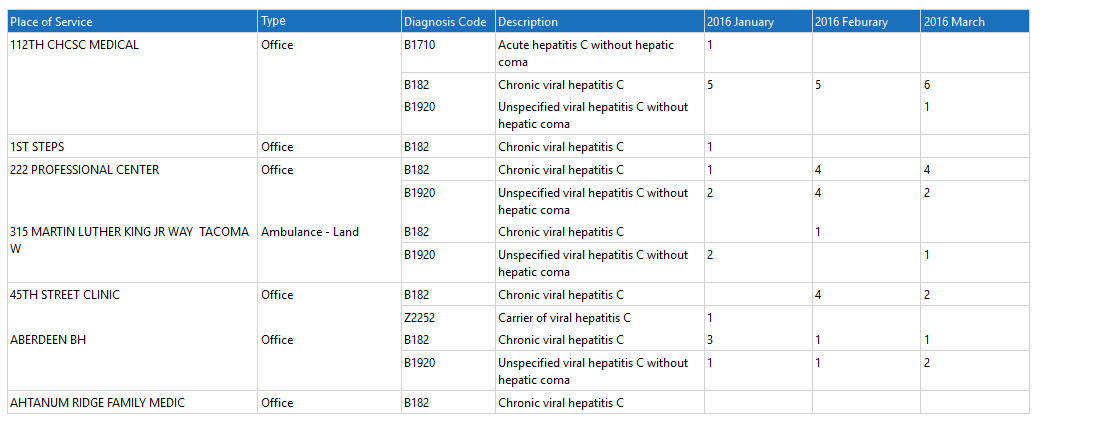 Place of Service Type Diagnosis Code Description 2016 January 2016 Feburary 2016 March
112TH CHCSC MEDICAL Office B1710 Acute hepatitis C without hepatic 1
coma
B182 Chronic viral hepatitis C 5 5 6
B1920 Unspecified viral hepatitis C without 1
hepatic coma
1ST STEPS Office B182 Chronic viral hepatitis C 1
222 PROFESSIONAL CENTER Office B182 Chronic viral hepatitis C 1 4 4
B1920 Unspecified viral hepatitis C without 2 4 2
hepatic coma
315 MARTIN LUTHER KING JR WAY TACOMA Ambulance - Land B182 Chronic viral hepatitis C 1
W
B1920 Unspecified viral hepatitis C without 2 1
hepatic coma
45TH STREET CLINIC Office B182 Chronic viral hepatitis C 4 2
Z2252 Carrier of viral hepatitis C 1
ABERDEEN BH Office B182 Chronic viral hepatitis C 3 1 1
B1920 Unspecified viral hepatitis C without 1 1 2
hepatic coma
AHTANUM RIDGE FAMILY MEDIC Office B182 Chronic viral hepatitis C